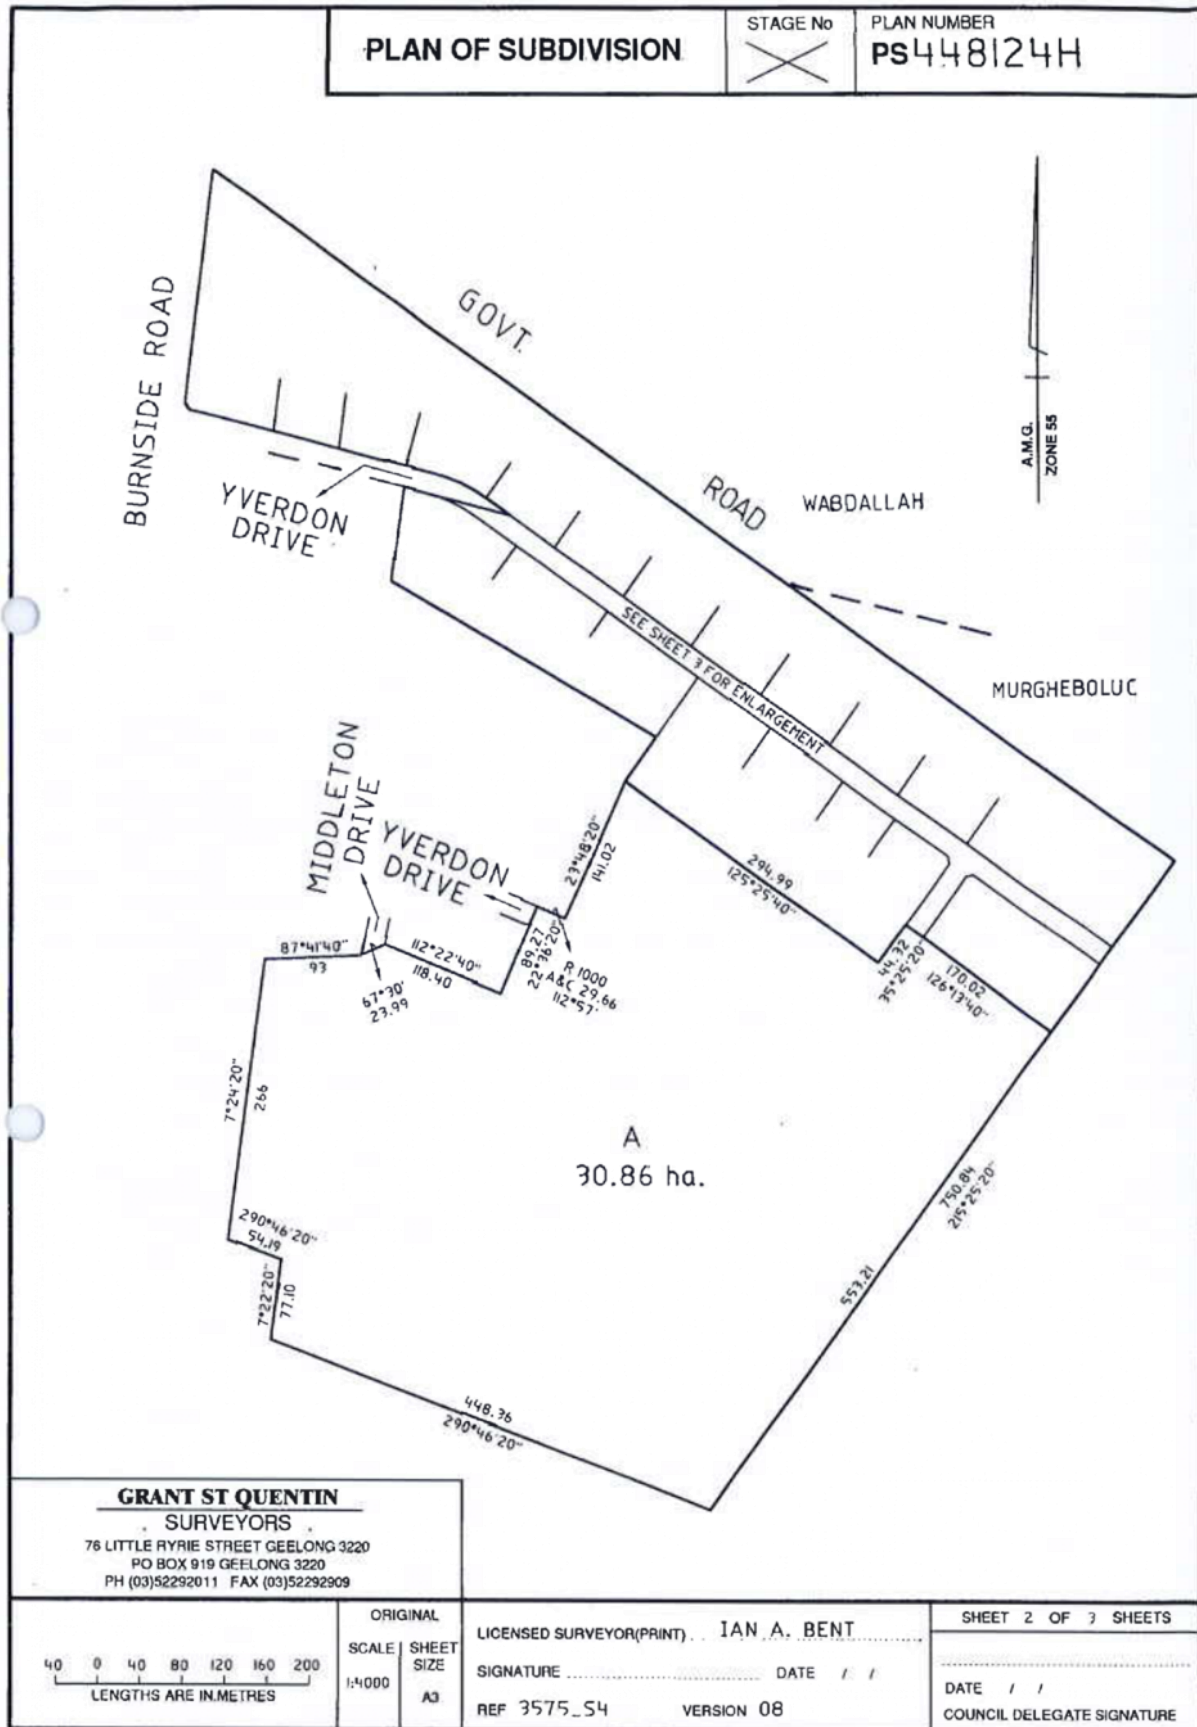 PLAN OF SUBDIVISION
STAGE No
PLAN NUMBER
PS448124H
GOVT.
ROAD
BURNSIDE ROAD
A.M.G.
ZONE 55
WABDALLAH
YVERDON
DRIVE
SEE SHEET 3 FOR ENLARGEMENT
MURGHEBOLUC
MIDDLETON
DRIVE
YVERDON
DRIVE
23°48'20"
141.02
294.99
125°25'40"
87°41'40"
93
112°22'40"
118.40
67°30'
23.99
89.27
22°36'20"
R 1000
A&C 29.66
112°57'
44.32
35°25'20"
170.02
126°13'40"
7°24'20"
266
A
30.86 ha.
750.84
215°25'20"
290°46'20"
54.19
7°22'20"
77.10
553.21
448.36
290°46'20"
GRANT ST QUENTIN
SURVEYORS
76 LITTLE RYRIE STREET GEELONG 3220
PO BOX 919 GEELONG 3220
PH (03)52292011 FAX (03)52292909
40 0 40 80 120 160 200
LENGTHS ARE IN METRES
ORIGINAL
SCALE
1:4000
SHEET
SIZE
A3
LICENSED SURVEYOR(PRINT) IAN A. BENT
SIGNATURE DATE / /
REF 3575_S4 VERSION 08
SHEET 2 OF 3 SHEETS
DATE / /
COUNCIL DELEGATE SIGNATURE